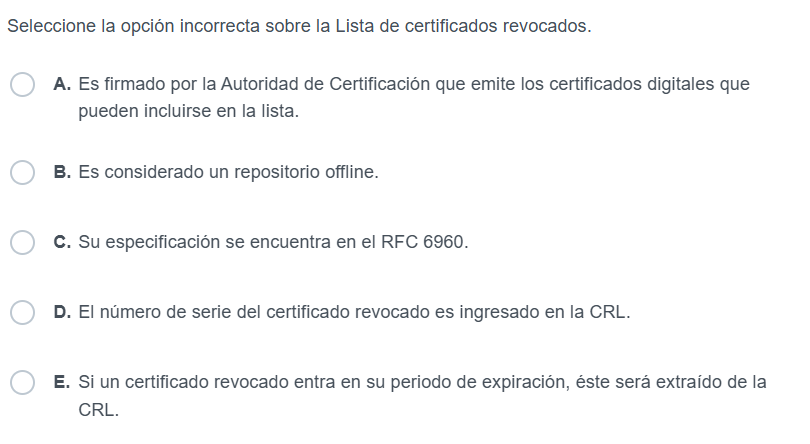 Seleccione la opción incorrecta sobre la Lista de certificados revocados.
A. Es firmado por la Autoridad de Certificación que emite los certificados digitales que
pueden incluirse en la lista.
B. Es considerado un repositorio offline.
C. Su especificación se encuentra en el RFC 6960.
D. El número de serie del certificado revocado es ingresado en la CRL.
E. Si un certificado revocado entra en su periodo de expiración, éste será extraído de la
CRL.